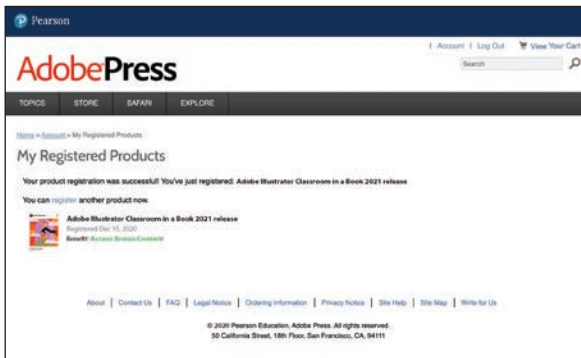 Pearson
| Account | Log Out View Your Cart
AdobePress
Search
TOPICS STORE SAFARI EXPLORE
Home > Account > My Registered Products
My Registered Products
Your product registration was successful! You've just registered: Adobe Illustrator Classroom in a Book 2021 release
You can register another product now.
Adobe Illustrator Classroom in a Book 2021 release
Registered Dec 15, 2020
Benefit: Access Bonus Content
About | Contact Us | FAQ | Legal Notice | Ordering Information | Privacy Notice | Site Help | Site Map | Write for Us
© 2020 Pearson Education, Adobe Press. All rights reserved.
50 California Street, 18th Floor, San Francisco, CA, 94111